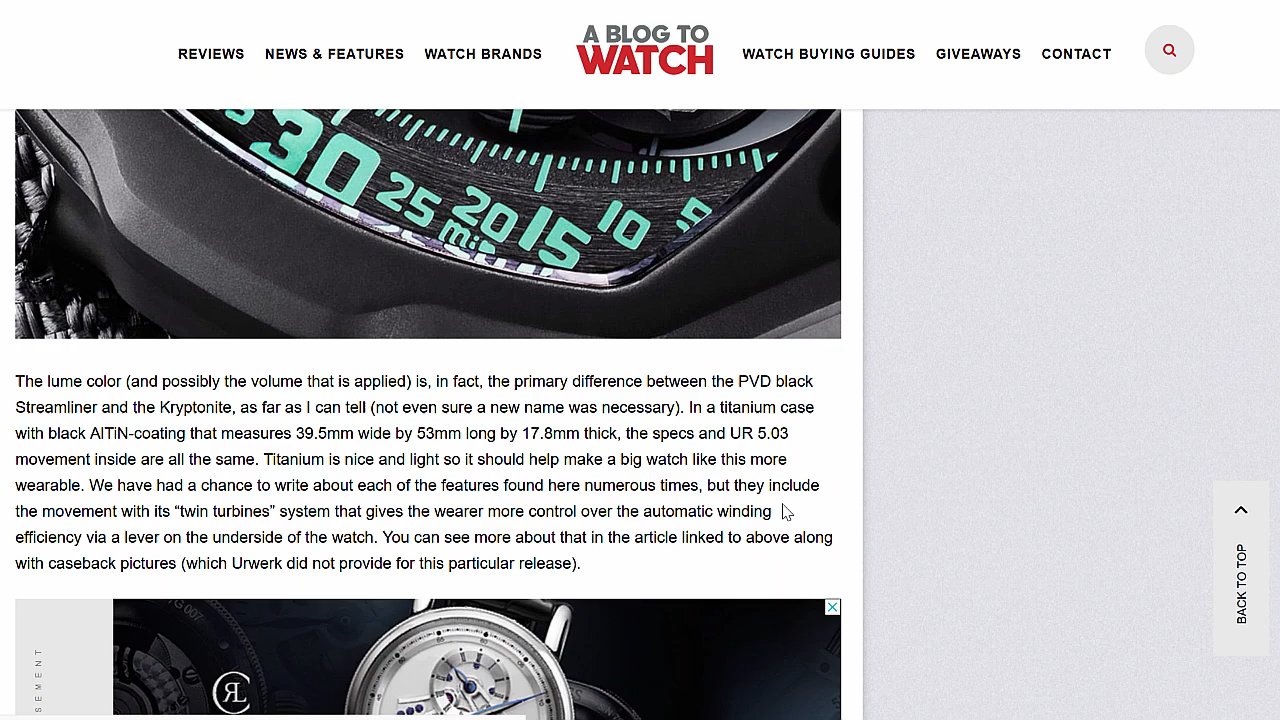 REVIEWS NEWS & FEATURES WATCH BRANDS A BLOG TO WATCH WATCH BUYING GUIDES GIVEAWAYS CONTACT
30 25 20 15 10 5
min
The lume color (and possibly the volume that is applied) is, in fact, the primary difference between the PVD black
Streamliner and the Kryptonite, as far as I can tell (not even sure a new name was necessary). In a titanium case
with black AlTiN-coating that measures 39.5mm wide by 53mm long by 17.8mm thick, the specs and UR 5.03
movement inside are all the same. Titanium is nice and light so it should help make a big watch like this more
wearable. We have had a chance to write about each of the features found here numerous times, but they include
the movement with its “twin turbines” system that gives the wearer more control over the automatic winding
efficiency via a lever on the underside of the watch. You can see more about that in the article linked to above along
with caseback pictures (which Urwerk did not provide for this particular release).
BACK TO TOP